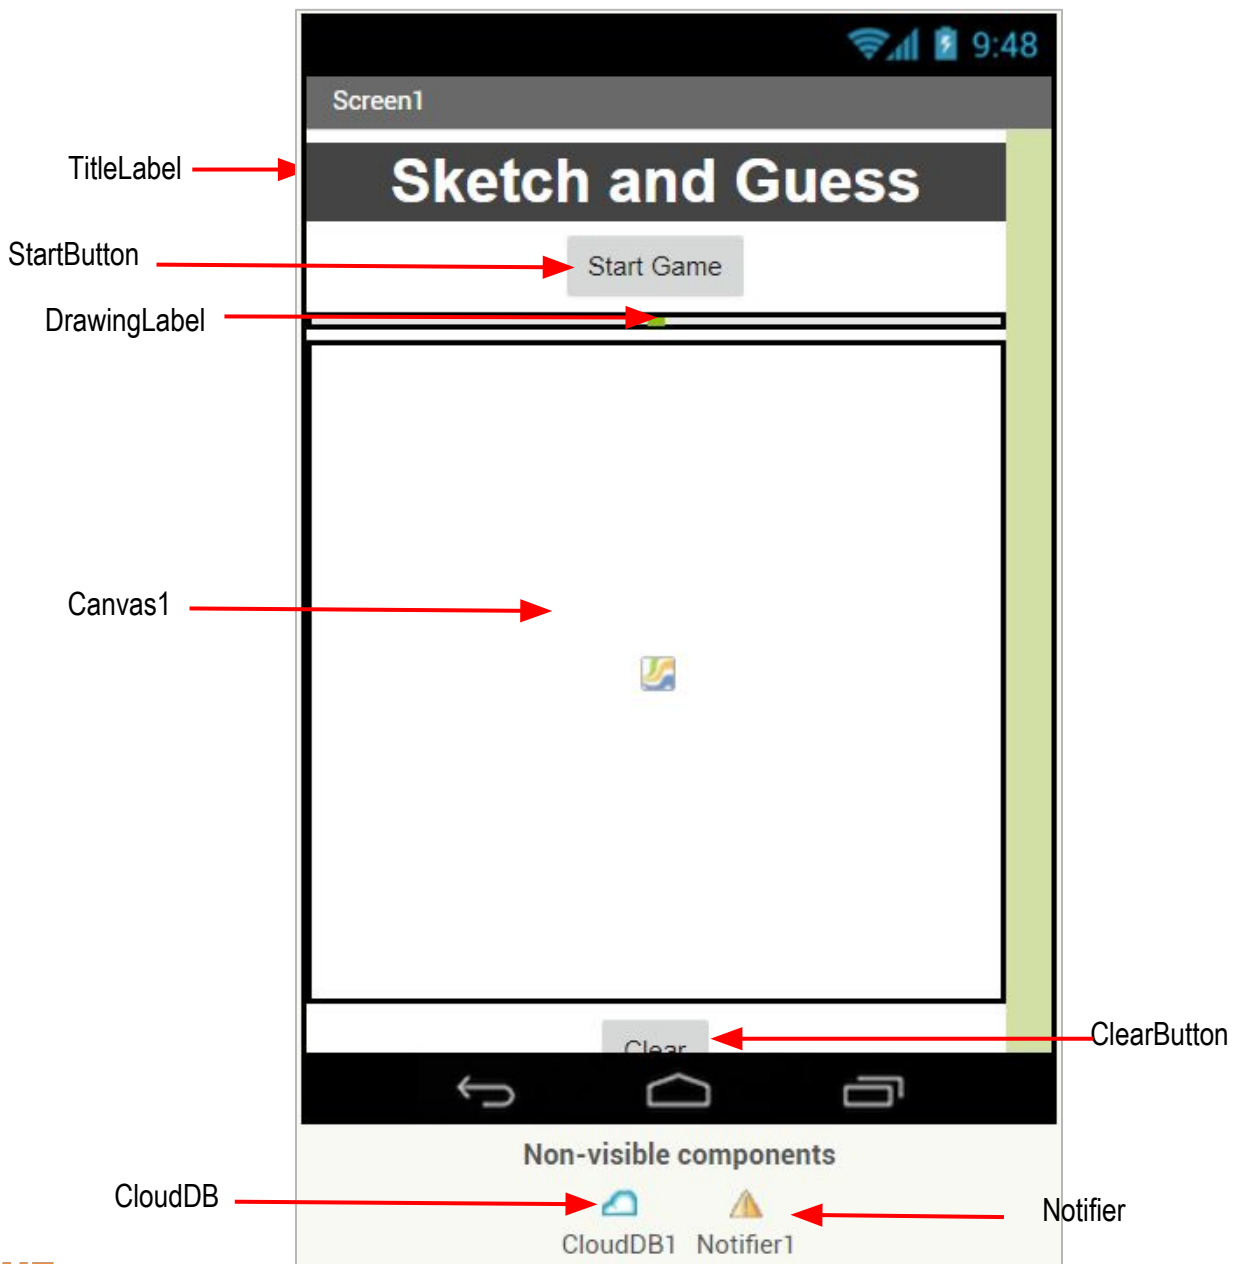 9:48
Screen1
TitleLabel
Sketch and Guess
StartButton
Start Game
DrawingLabel
Canvas1
Clear
ClearButton
Non-visible components
CloudDB
Notifier
CloudDB1 Notifier1